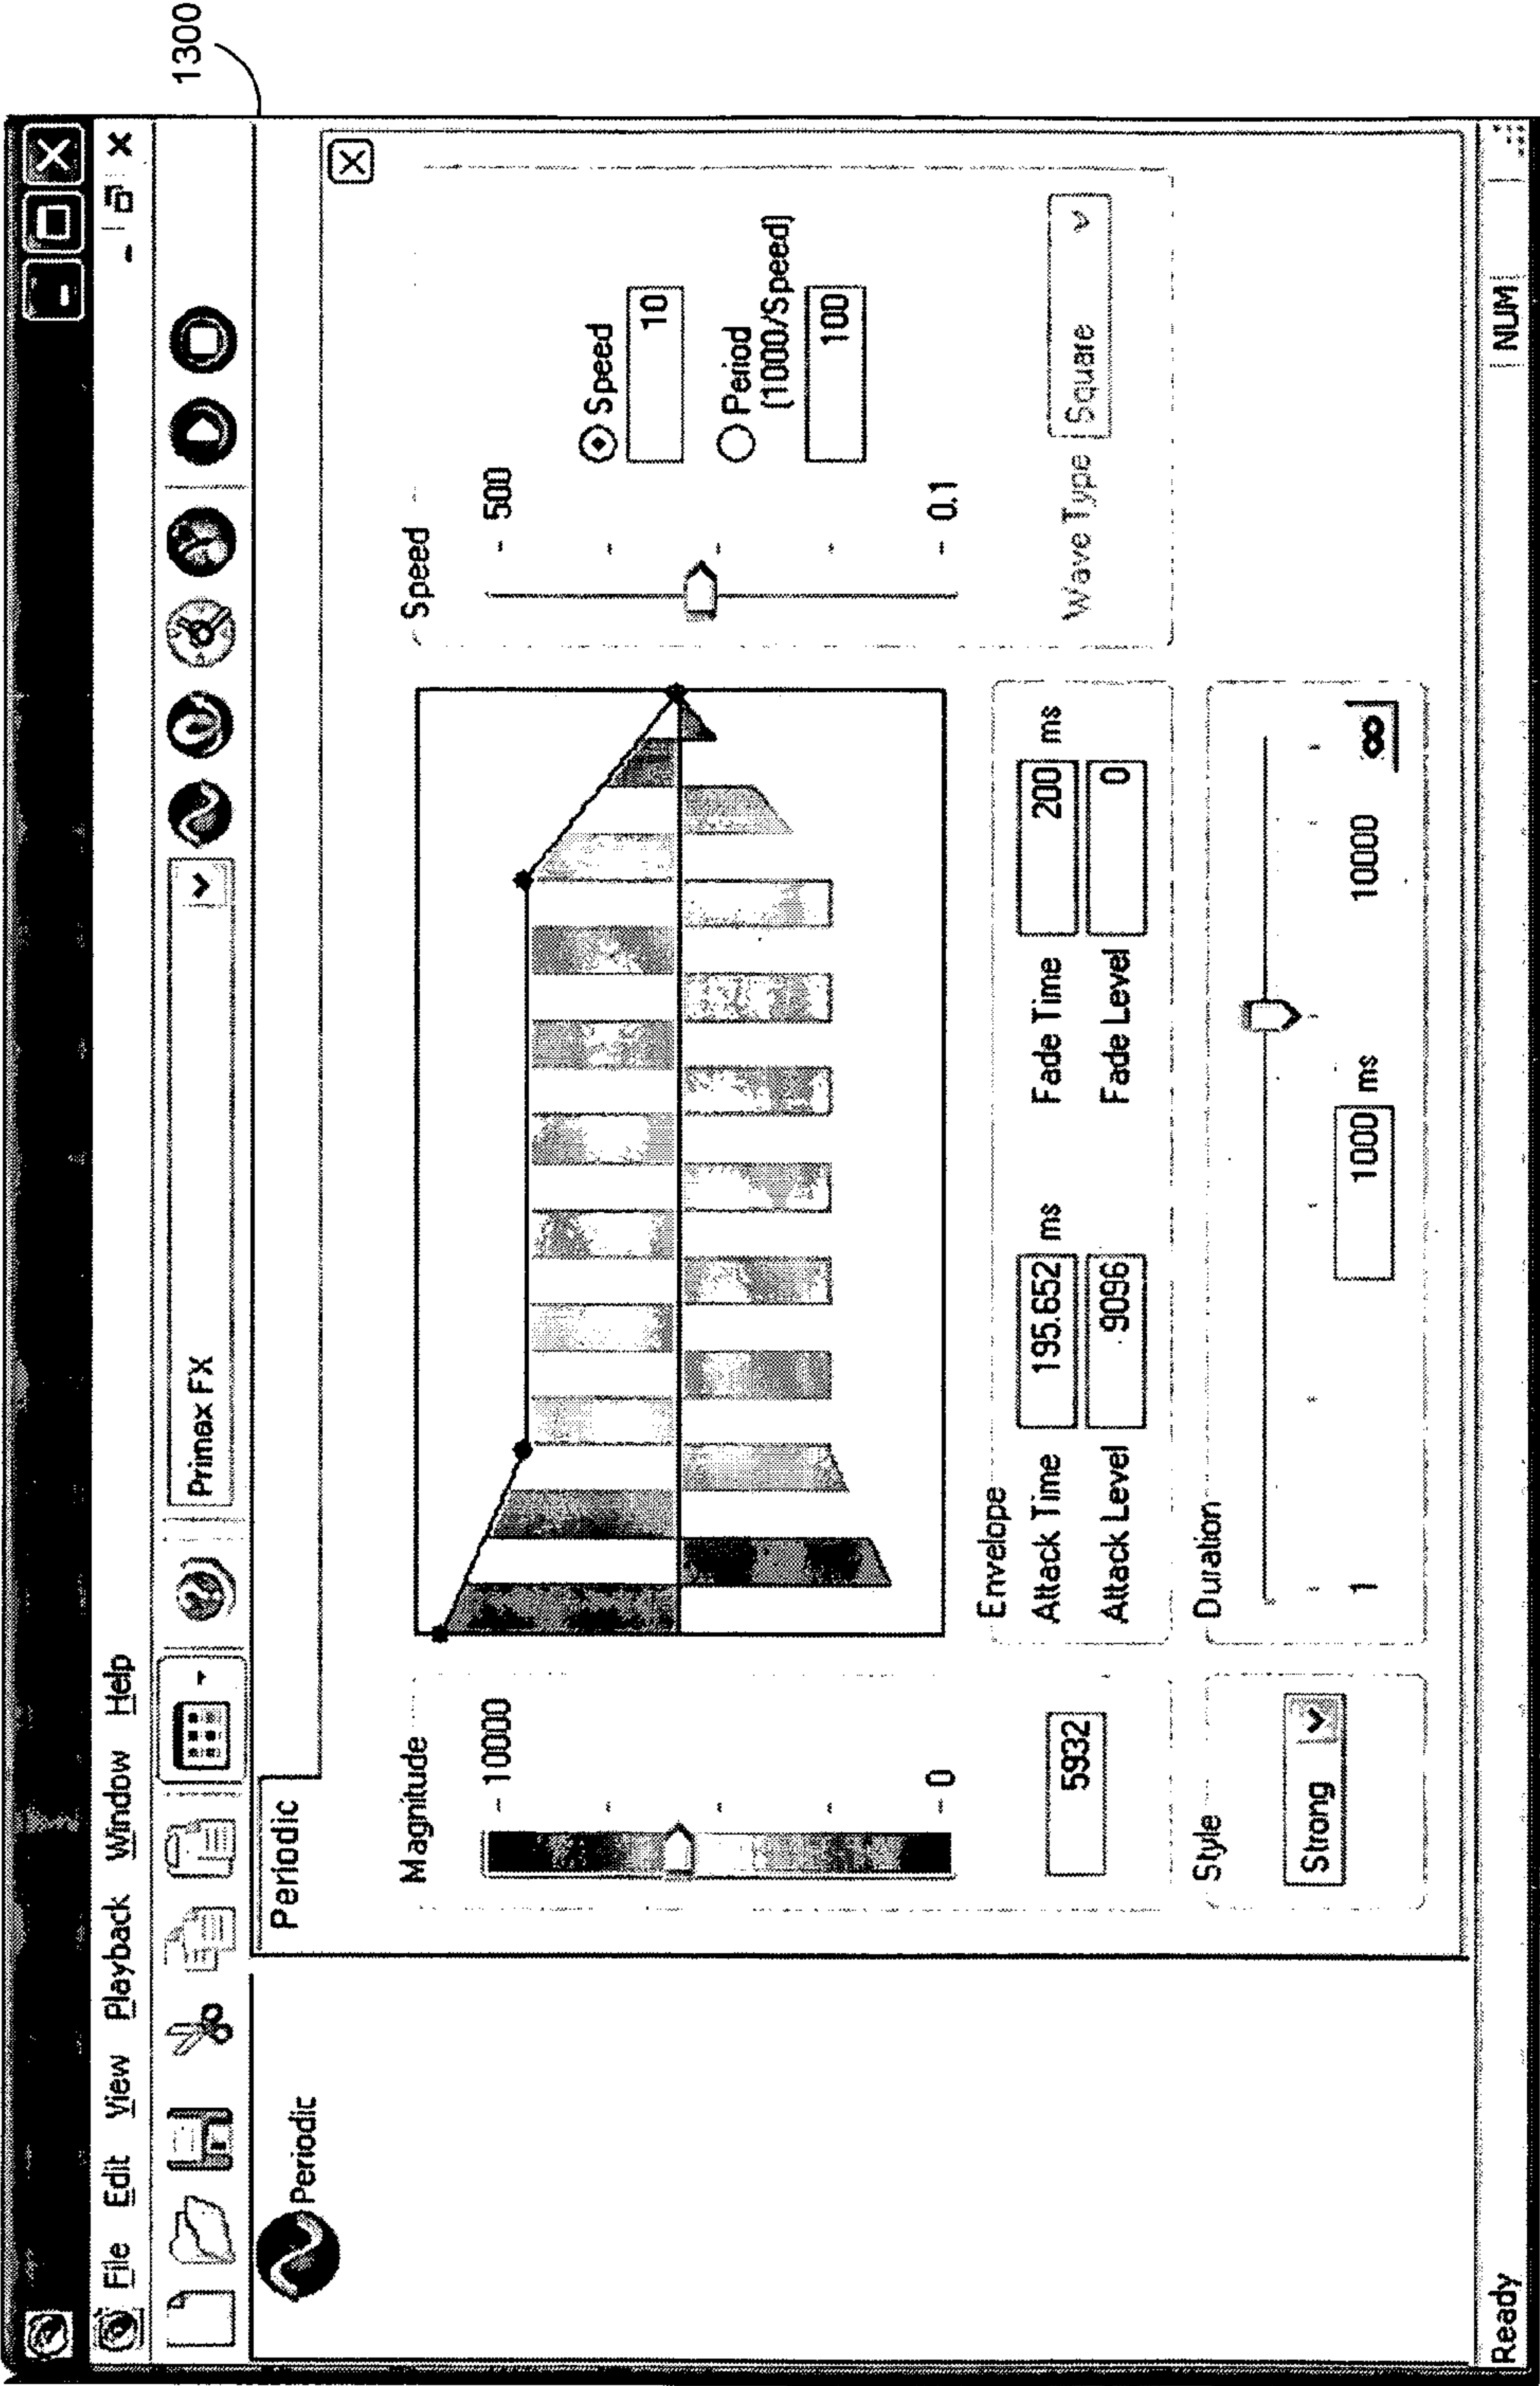 1300
File Edit View Playback Window Help
Primax FX
Periodic
Periodic
Magnitude
10000
0
5932
Style
Strong
Envelope
Attack Time 195.652 ms Fade Time 200 ms
Attack Level 9096 Fade Level 0
Duration
1 10000 ∞
1000 ms
Speed
500
0.1
Speed
10
Period
(1000/Speed)
100
Wave Type Square
Ready NUM